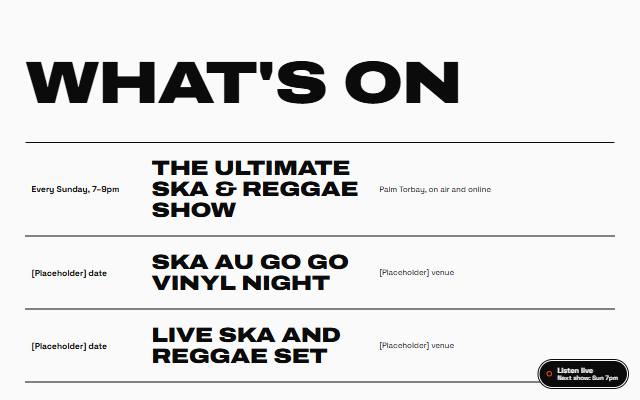 WHAT'S ON
Every Sunday, 7–9pm
THE ULTIMATE
SKA & REGGAE
SHOW
Palm Torbay, on air and online
[Placeholder] date
SKA AU GO GO
VINYL NIGHT
[Placeholder] venue
[Placeholder] date
LIVE SKA AND
REGGAE SET
[Placeholder] venue
Listen live
Next show: Sun 7pm